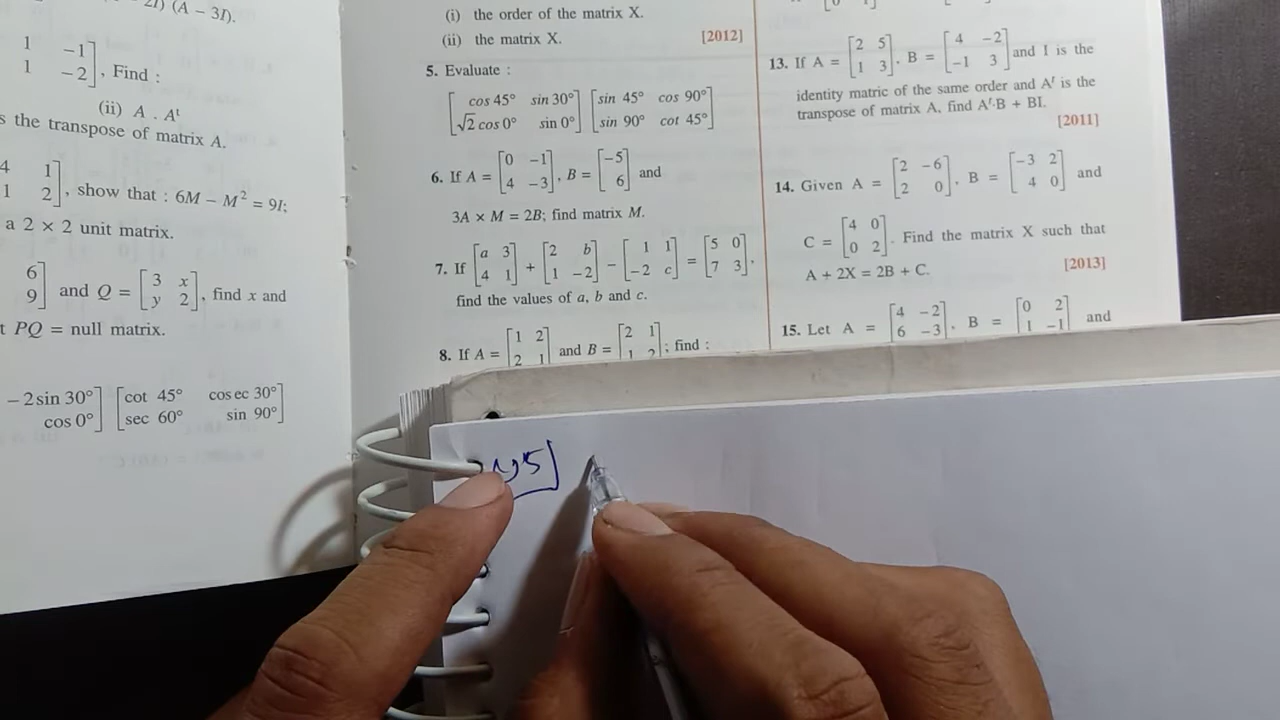 2I) (A – 3I).
1 –1
1 –2], Find :
(ii) A . Aᵗ
s the transpose of matrix A.
4 1
1 2], show that : 6M – M² = 9I;
a 2 × 2 unit matrix.
6
9] and Q = [3 x
y 2], find x and
t PQ = null matrix.
– 2 sin 30°
cos 0°] [cot 45° cosec 30°
sec 60° sin 90°]
(i) the order of the matrix X.
(ii) the matrix X. [2012]
5. Evaluate :
[cos 45° sin 30°
√2 cos 0° sin 0°] [sin 45° cos 90°
sin 90° cot 45°]
6. If A = [0 –1
4 –3], B = [–5
6] and
3A × M = 2B; find matrix M.
7. If [a 3
4 1] + [2 b
1 –2] – [1 1
–2 c] = [5 0
7 3],
find the values of a, b and c.
8. If A = [1 2
2 1] and B = [2 1
1 2]; find :
13. If A = [2 5
1 3], B = [4 –2
–1 3] and I is the
identity matric of the same order and Aᵗ is the
transpose of matrix A, find Aᵗ·B + BI.
[2011]
14. Given A = [2 –6
2 0], B = [–3 2
4 0] and
C = [4 0
0 2]. Find the matrix X such that
A + 2X = 2B + C. [2013]
15. Let A = [4 –2
6 –3], B = [0 2
1 –1] and
5]